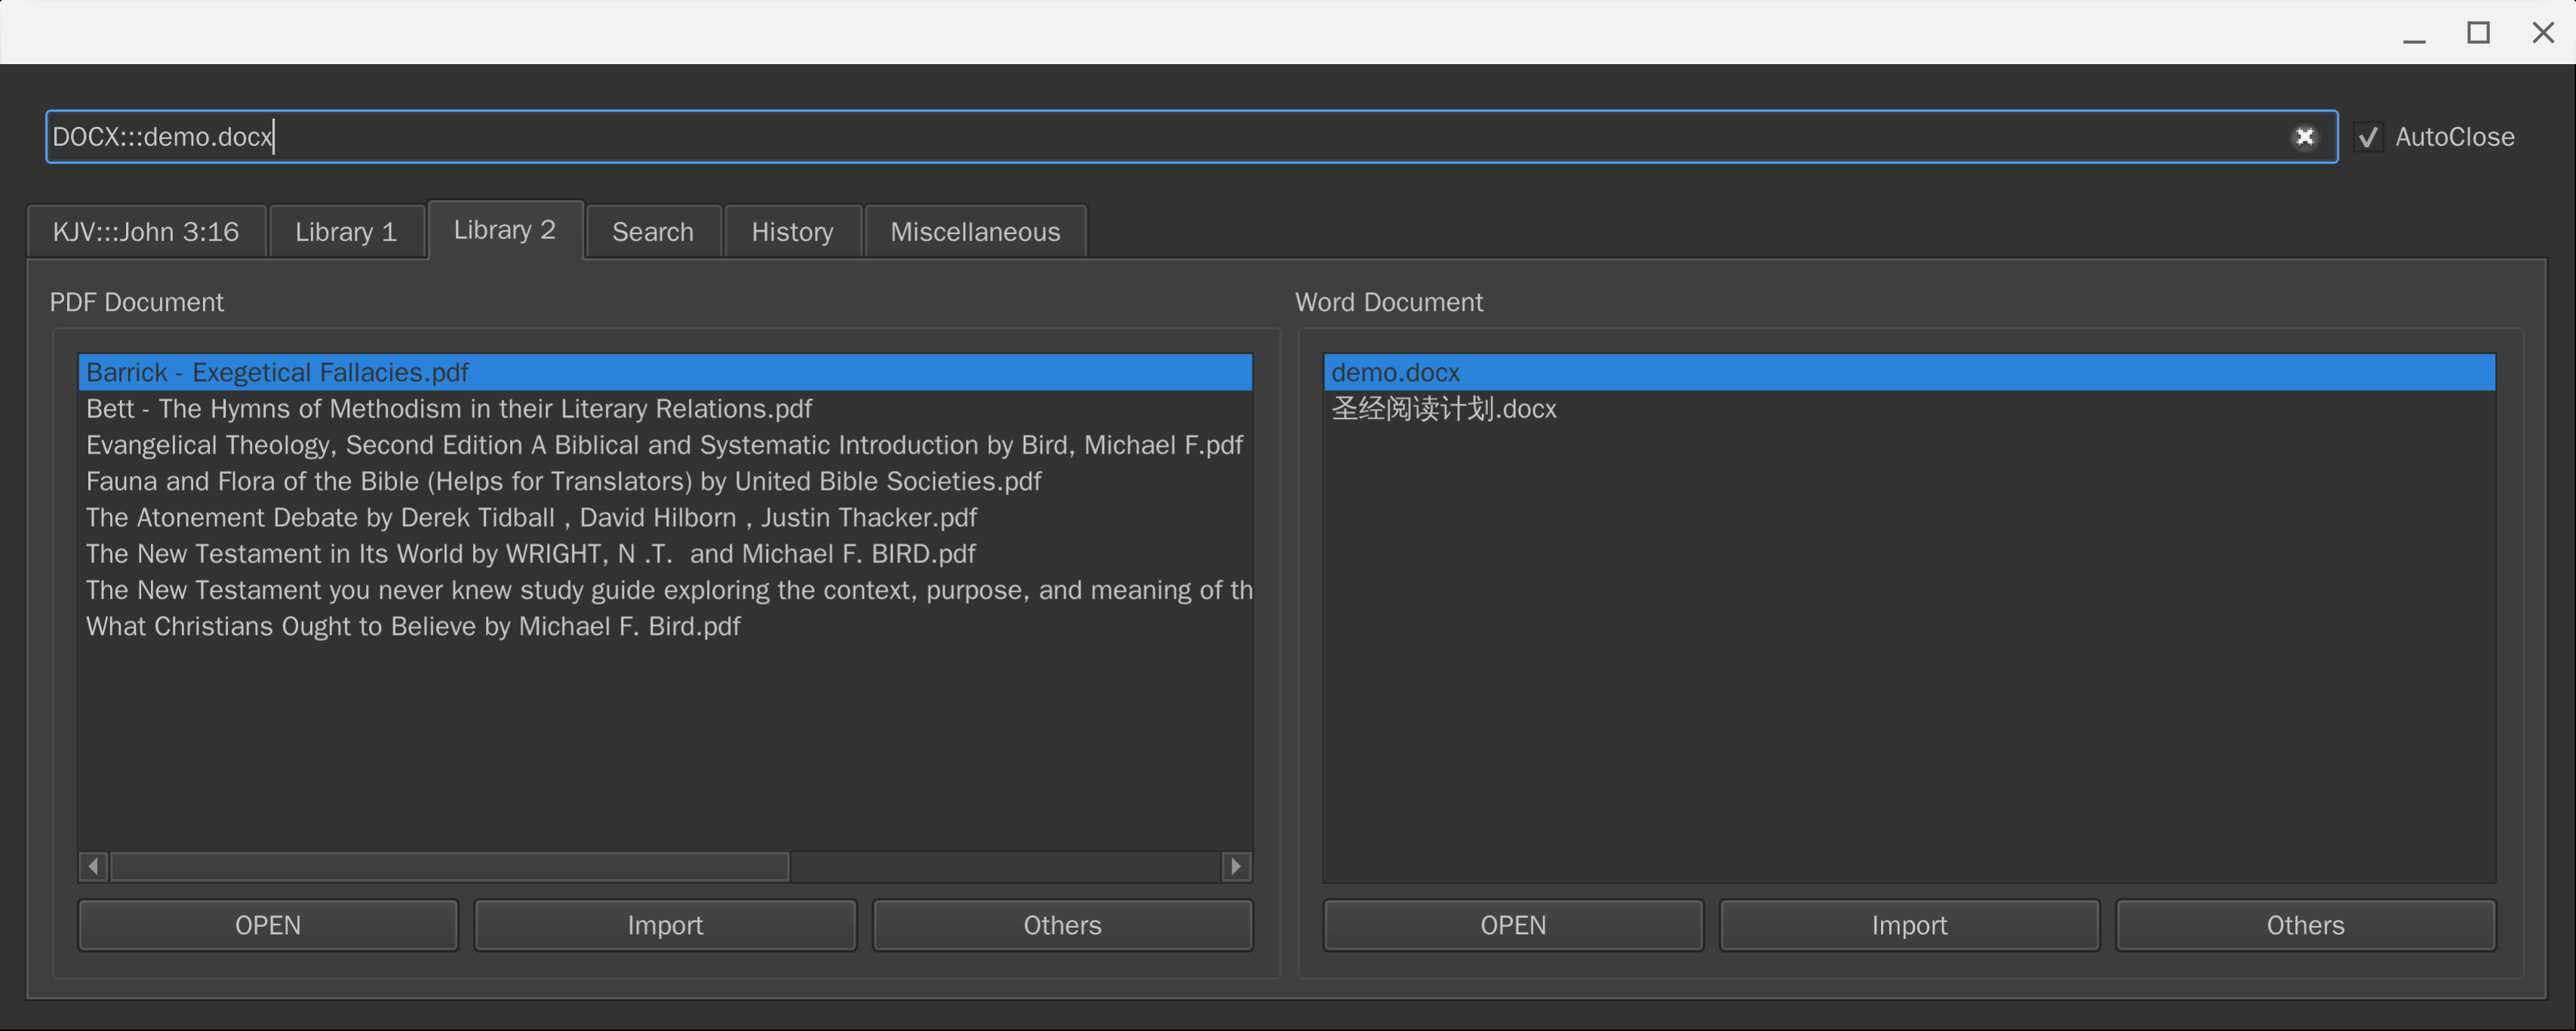 DOCX:::demo.docx
AutoClose
KJV:::John 3:16 Library 1 Library 2 Search History Miscellaneous
PDF Document
Barrick - Exegetical Fallacies.pdf
Bett - The Hymns of Methodism in their Literary Relations.pdf
Evangelical Theology, Second Edition A Biblical and Systematic Introduction by Bird, Michael F.pdf
Fauna and Flora of the Bible (Helps for Translators) by United Bible Societies.pdf
The Atonement Debate by Derek Tidball , David Hilborn , Justin Thacker.pdf
The New Testament in Its World by WRIGHT, N .T.  and Michael F. BIRD.pdf
The New Testament you never knew study guide exploring the context, purpose, and meaning of th
What Christians Ought to Believe by Michael F. Bird.pdf
OPEN Import Others
Word Document
demo.docx
圣经阅读计划.docx
OPEN Import Others